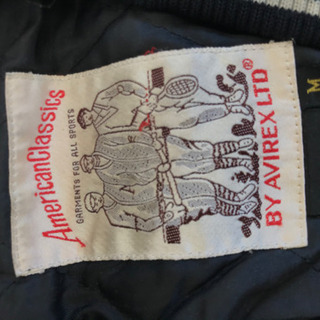 AmericanClassics
GARMENTS FOR ALL SPORTS
BY AVIREX LTD®
M